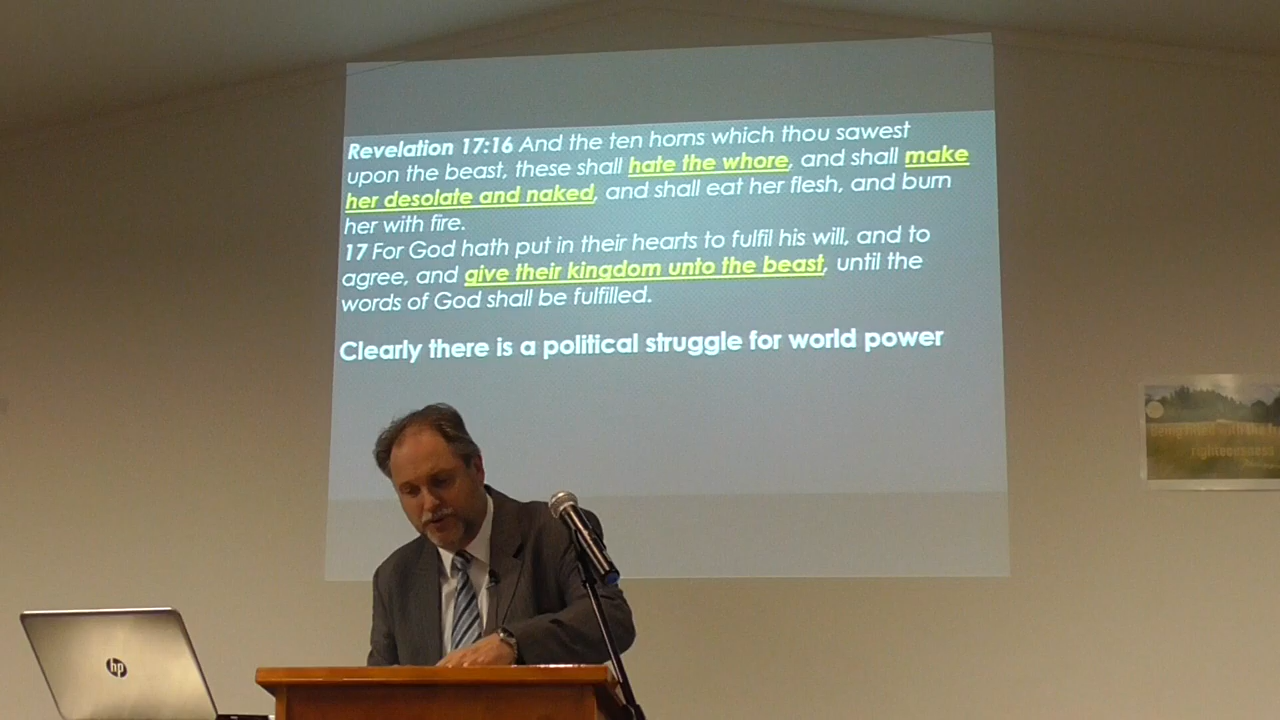 Revelation 17:16 And the ten horns which thou sawest
upon the beast, these shall hate the whore, and shall make
her desolate and naked, and shall eat her flesh, and burn
her with fire.
17 For God hath put in their hearts to fulfil his will, and to
agree, and give their kingdom unto the beast, until the
words of God shall be fulfilled.
Clearly there is a political struggle for world power
righteousness
hp